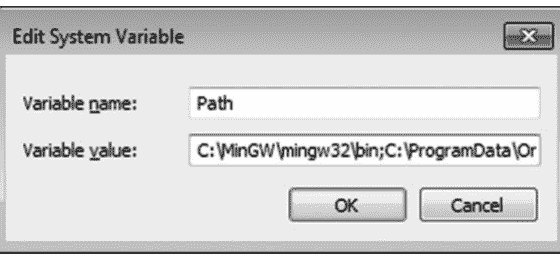 Edit System Variable
Variable name: Path
Variable value: C:\MinGW\mingw32\bin;C:\ProgramData\Or
OK Cancel